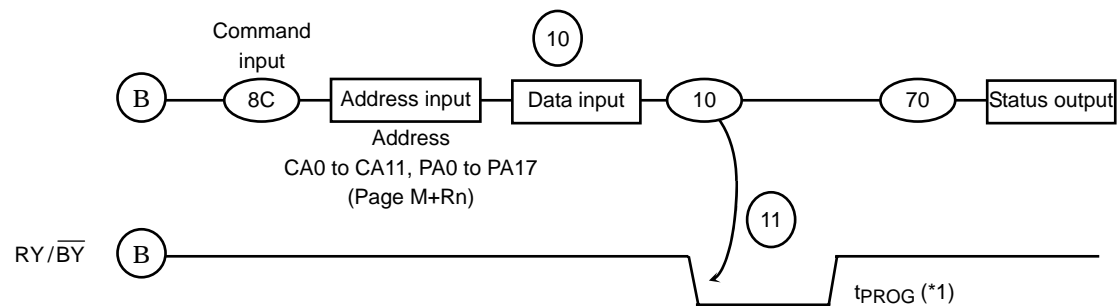 10
Command
input
B 8C Address input Data input 10 70 Status output
Address
CA0 to CA11, PA0 to PA17
(Page M+Rn)
11
RY/B̅Y̅ B
tPROG (*1)